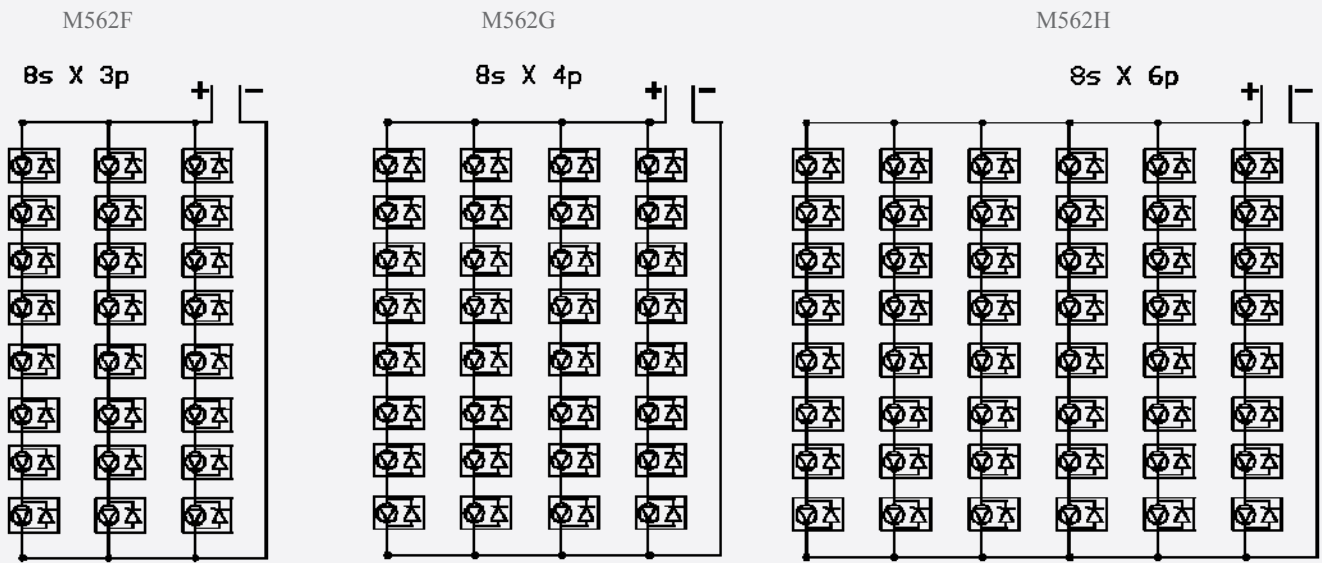 M562F
8s X 3p
+ −
M562G
8s X 4p
+ −
M562H
8s X 6p
+ −